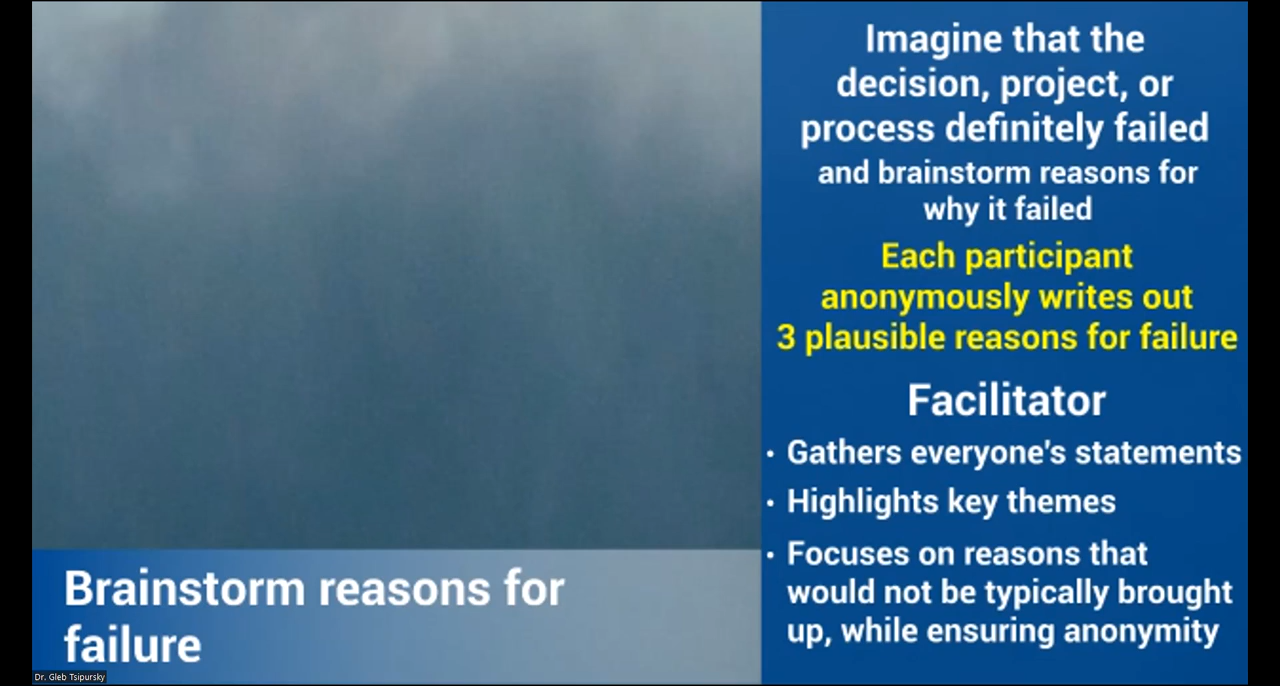 Imagine that the
decision, project, or
process definitely failed
and brainstorm reasons for
why it failed
Each participant
anonymously writes out
3 plausible reasons for failure
Facilitator
• Gathers everyone's statements
• Highlights key themes
• Focuses on reasons that
would not be typically brought
up, while ensuring anonymity
Brainstorm reasons for
failure
Dr. Gleb Tsipursky